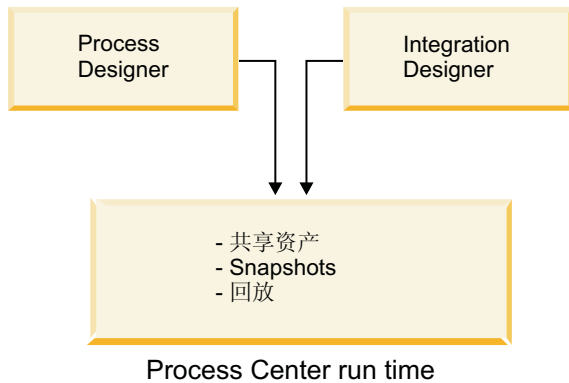 Process
Designer
Integration
Designer
- 共享资产
- Snapshots
- 回放
Process Center run time